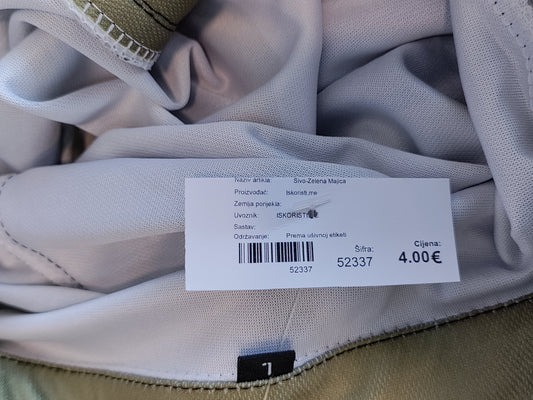 Naziv artikla: Sivo-Zelena Majica
Proizvođač: Iskoristi.me
Zemlja porijekla:
Uvoznik: ISKORISTI
Sastav:
Održavanje: Prema ušivnoj etiketi
52337
Šifra:
52337
Cijena:
4.00€
L